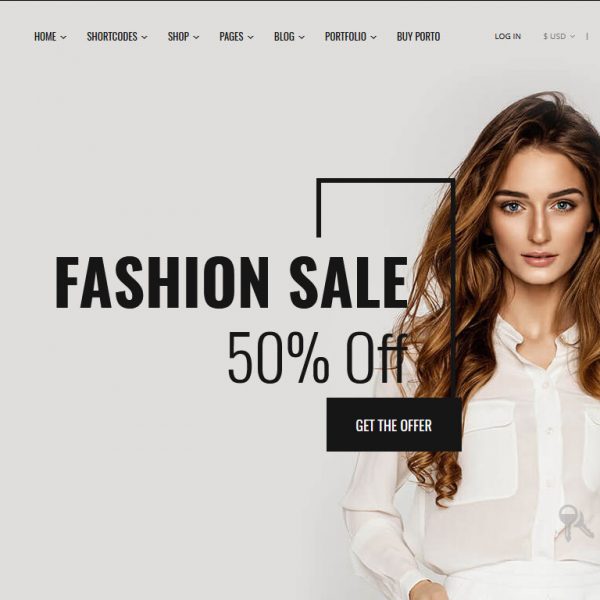 HOME SHORTCODES SHOP PAGES BLOG PORTFOLIO BUY PORTO LOG IN $ USD |
FASHION SALE
50% Off
GET THE OFFER